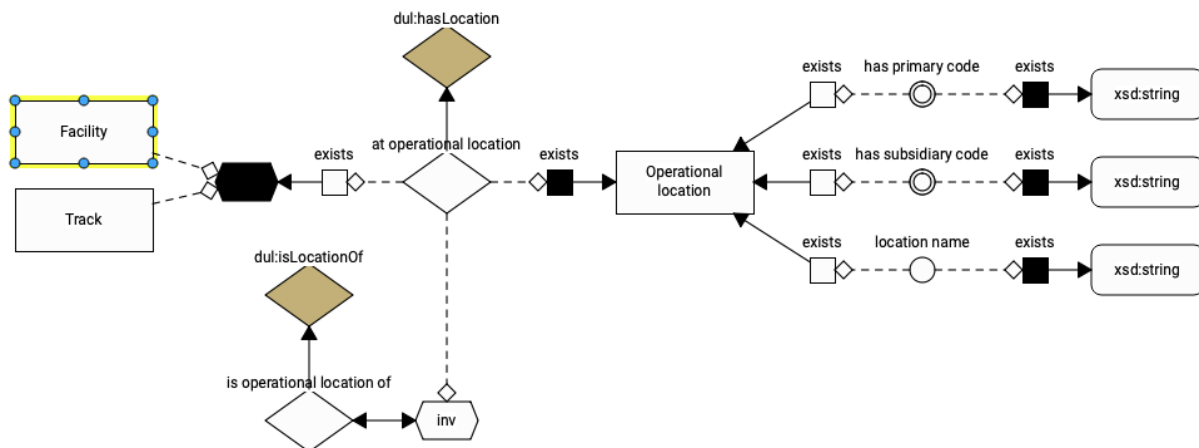 dul:hasLocation
exists
has primary code
exists
xsd:string
Facility
at operational location
exists
exists
Operational
location
exists
has subsidiary code
exists
xsd:string
Track
exists
location name
exists
xsd:string
dul:isLocationOf
is operational location of
inv